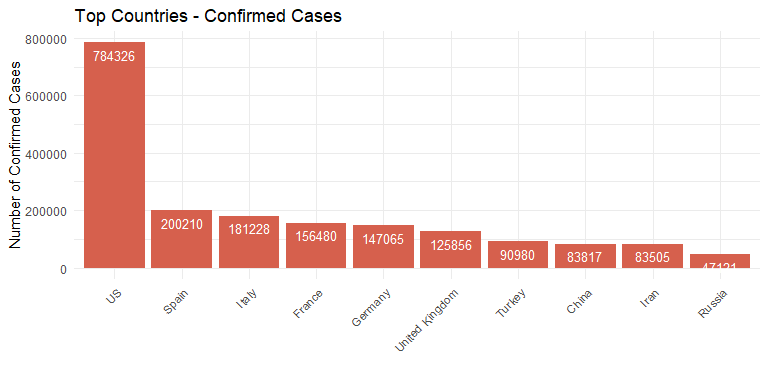 Top Countries - Confirmed Cases
Number of Confirmed Cases
800000
600000
400000
200000
0
784326
200210
181228
156480
147065
125856
90980
83817
83505
47121
US
Spain
Italy
France
Germany
United Kingdom
Turkey
China
Iran
Russia